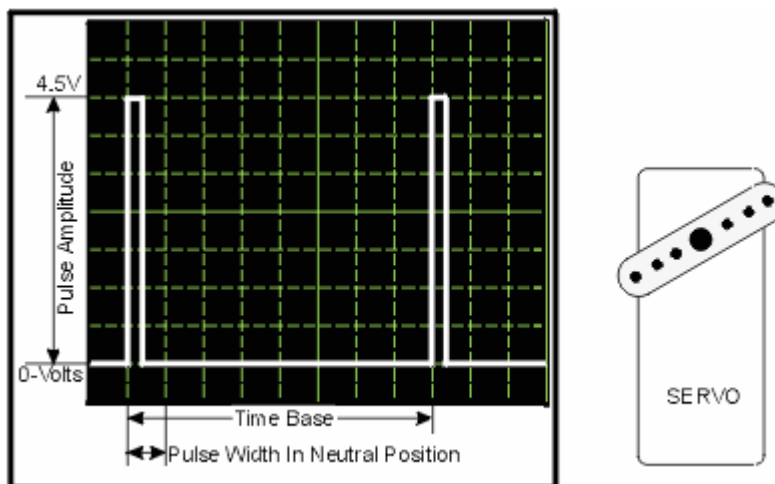 4.5V
Pulse Amplitude
0-Volts
Time Base
Pulse Width In Neutral Position
SERVO